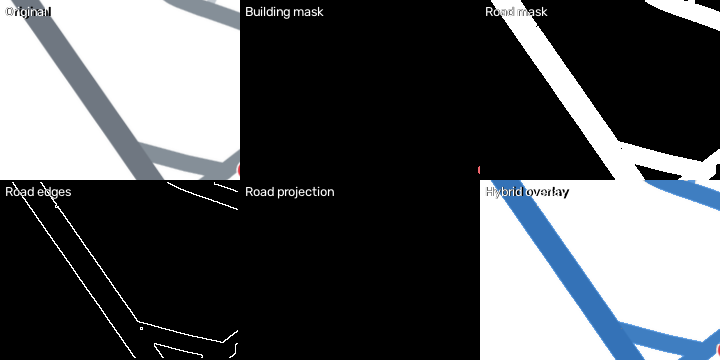 Original
Building mask
Road mask
Road edges
Road projection
Hybrid overlay